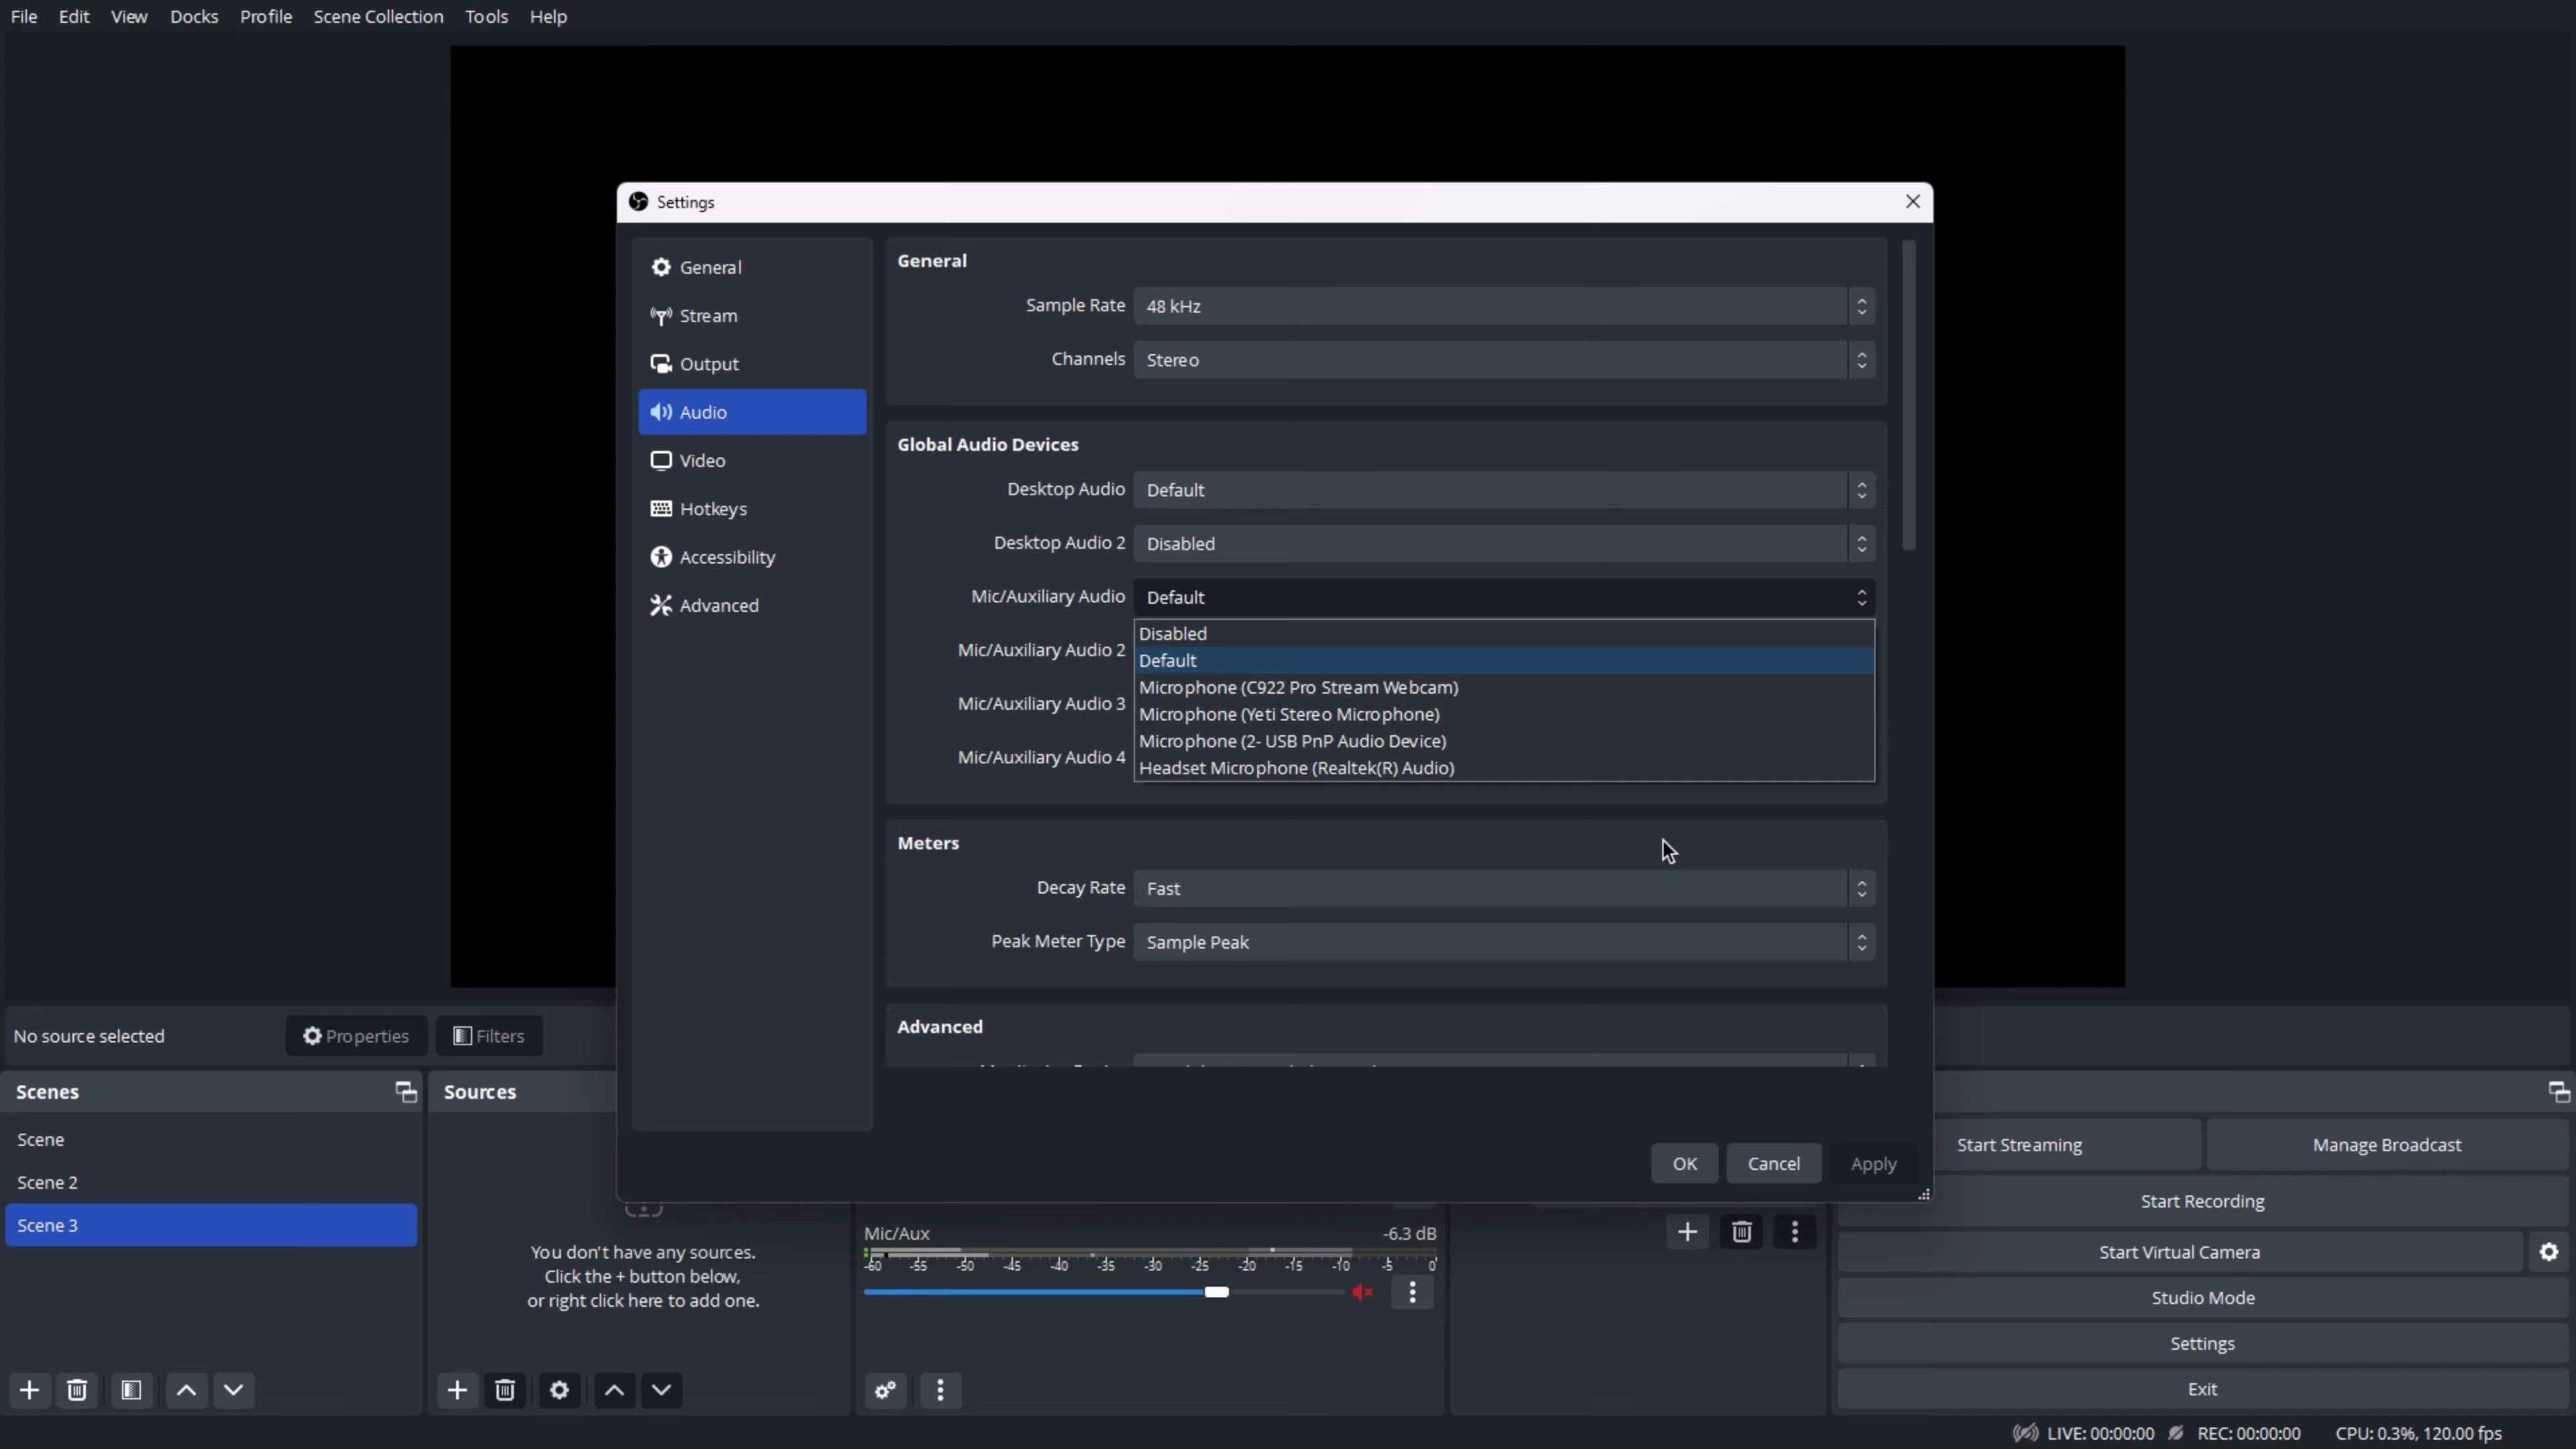 File Edit View Docks Profile Scene Collection Tools Help
Settings
General
Stream
Output
Audio
Video
Hotkeys
Accessibility
Advanced
General
Sample Rate 48 kHz
Channels Stereo
Global Audio Devices
Desktop Audio Default
Desktop Audio 2 Disabled
Mic/Auxiliary Audio Default
Disabled
Default
Microphone (C922 Pro Stream Webcam)
Microphone (Yeti Stereo Microphone)
Microphone (2- USB PnP Audio Device)
Headset Microphone (Realtek(R) Audio)
Mic/Auxiliary Audio 2
Mic/Auxiliary Audio 3
Mic/Auxiliary Audio 4
Meters
Decay Rate Fast
Peak Meter Type Sample Peak
Advanced
OK Cancel Apply
No source selected Properties Filters
Scenes
Scene
Scene 2
Scene 3
Sources
You don't have any sources.
Click the + button below,
or right click here to add one.
Mic/Aux -6.3 dB
-60 -55 -50 -45 -40 -35 -30 -25 -20 -15 -10 -5 0
Start Streaming Manage Broadcast
Start Recording
Start Virtual Camera
Studio Mode
Settings
Exit
LIVE: 00:00:00 REC: 00:00:00 CPU: 0.3%, 120.00 fps